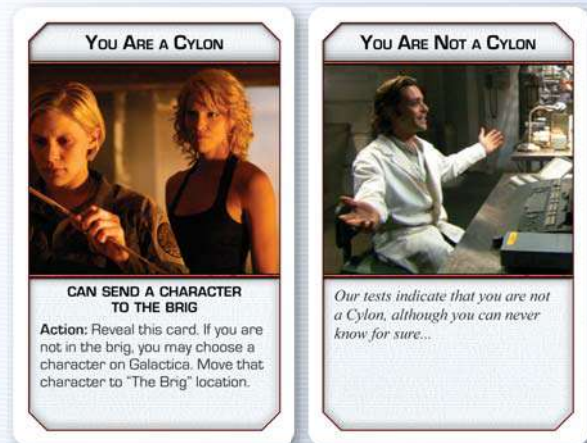 You Are a Cylon
CAN SEND A CHARACTER
TO THE BRIG
Action: Reveal this card. If you are
not in the brig, you may choose a
character on Galactica. Move that
character to "The Brig" location.
You Are Not a Cylon
Our tests indicate that you are not
a Cylon, although you can never
know for sure...